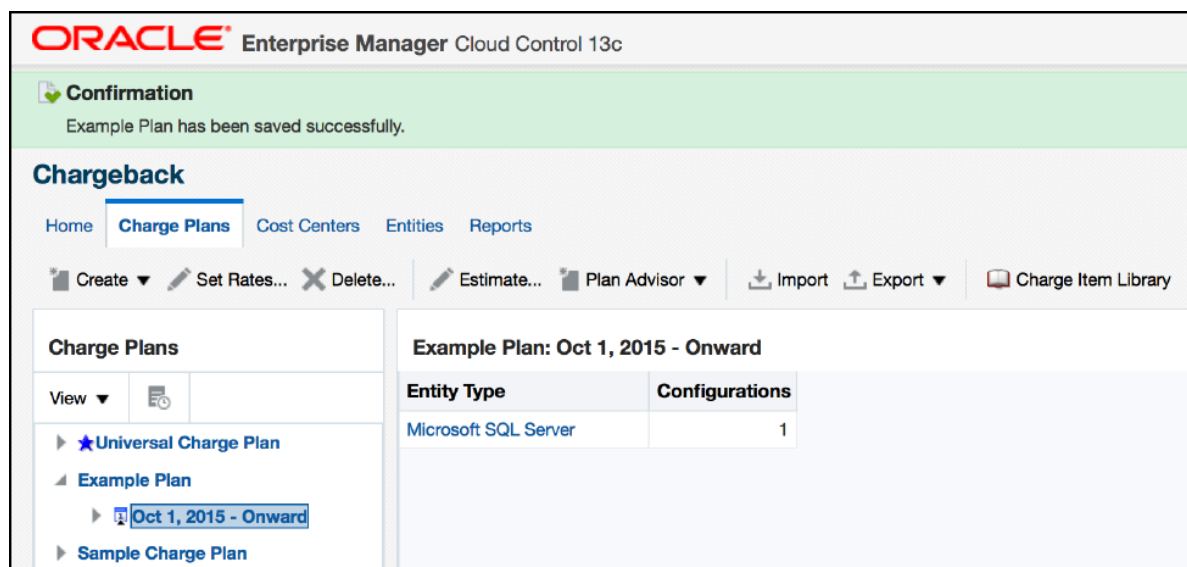 ORACLE Enterprise Manager Cloud Control 13c
Confirmation
Example Plan has been saved successfully.
Chargeback
Home Charge Plans Cost Centers Entities Reports
Create Set Rates... Delete... Estimate... Plan Advisor Import Export Charge Item Library
Charge Plans
View
Universal Charge Plan
Example Plan
Oct 1, 2015 - Onward
Sample Charge Plan
Example Plan: Oct 1, 2015 - Onward
Entity Type Configurations
Microsoft SQL Server 1